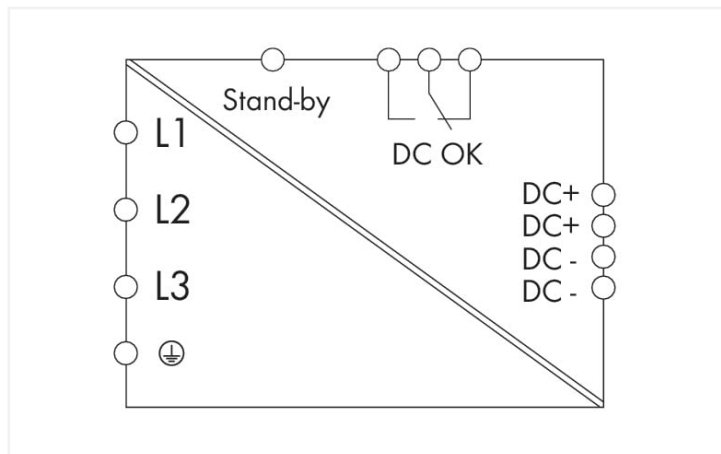 Stand-by
DC OK
L1
L2
L3
DC+
DC+
DC -
DC -